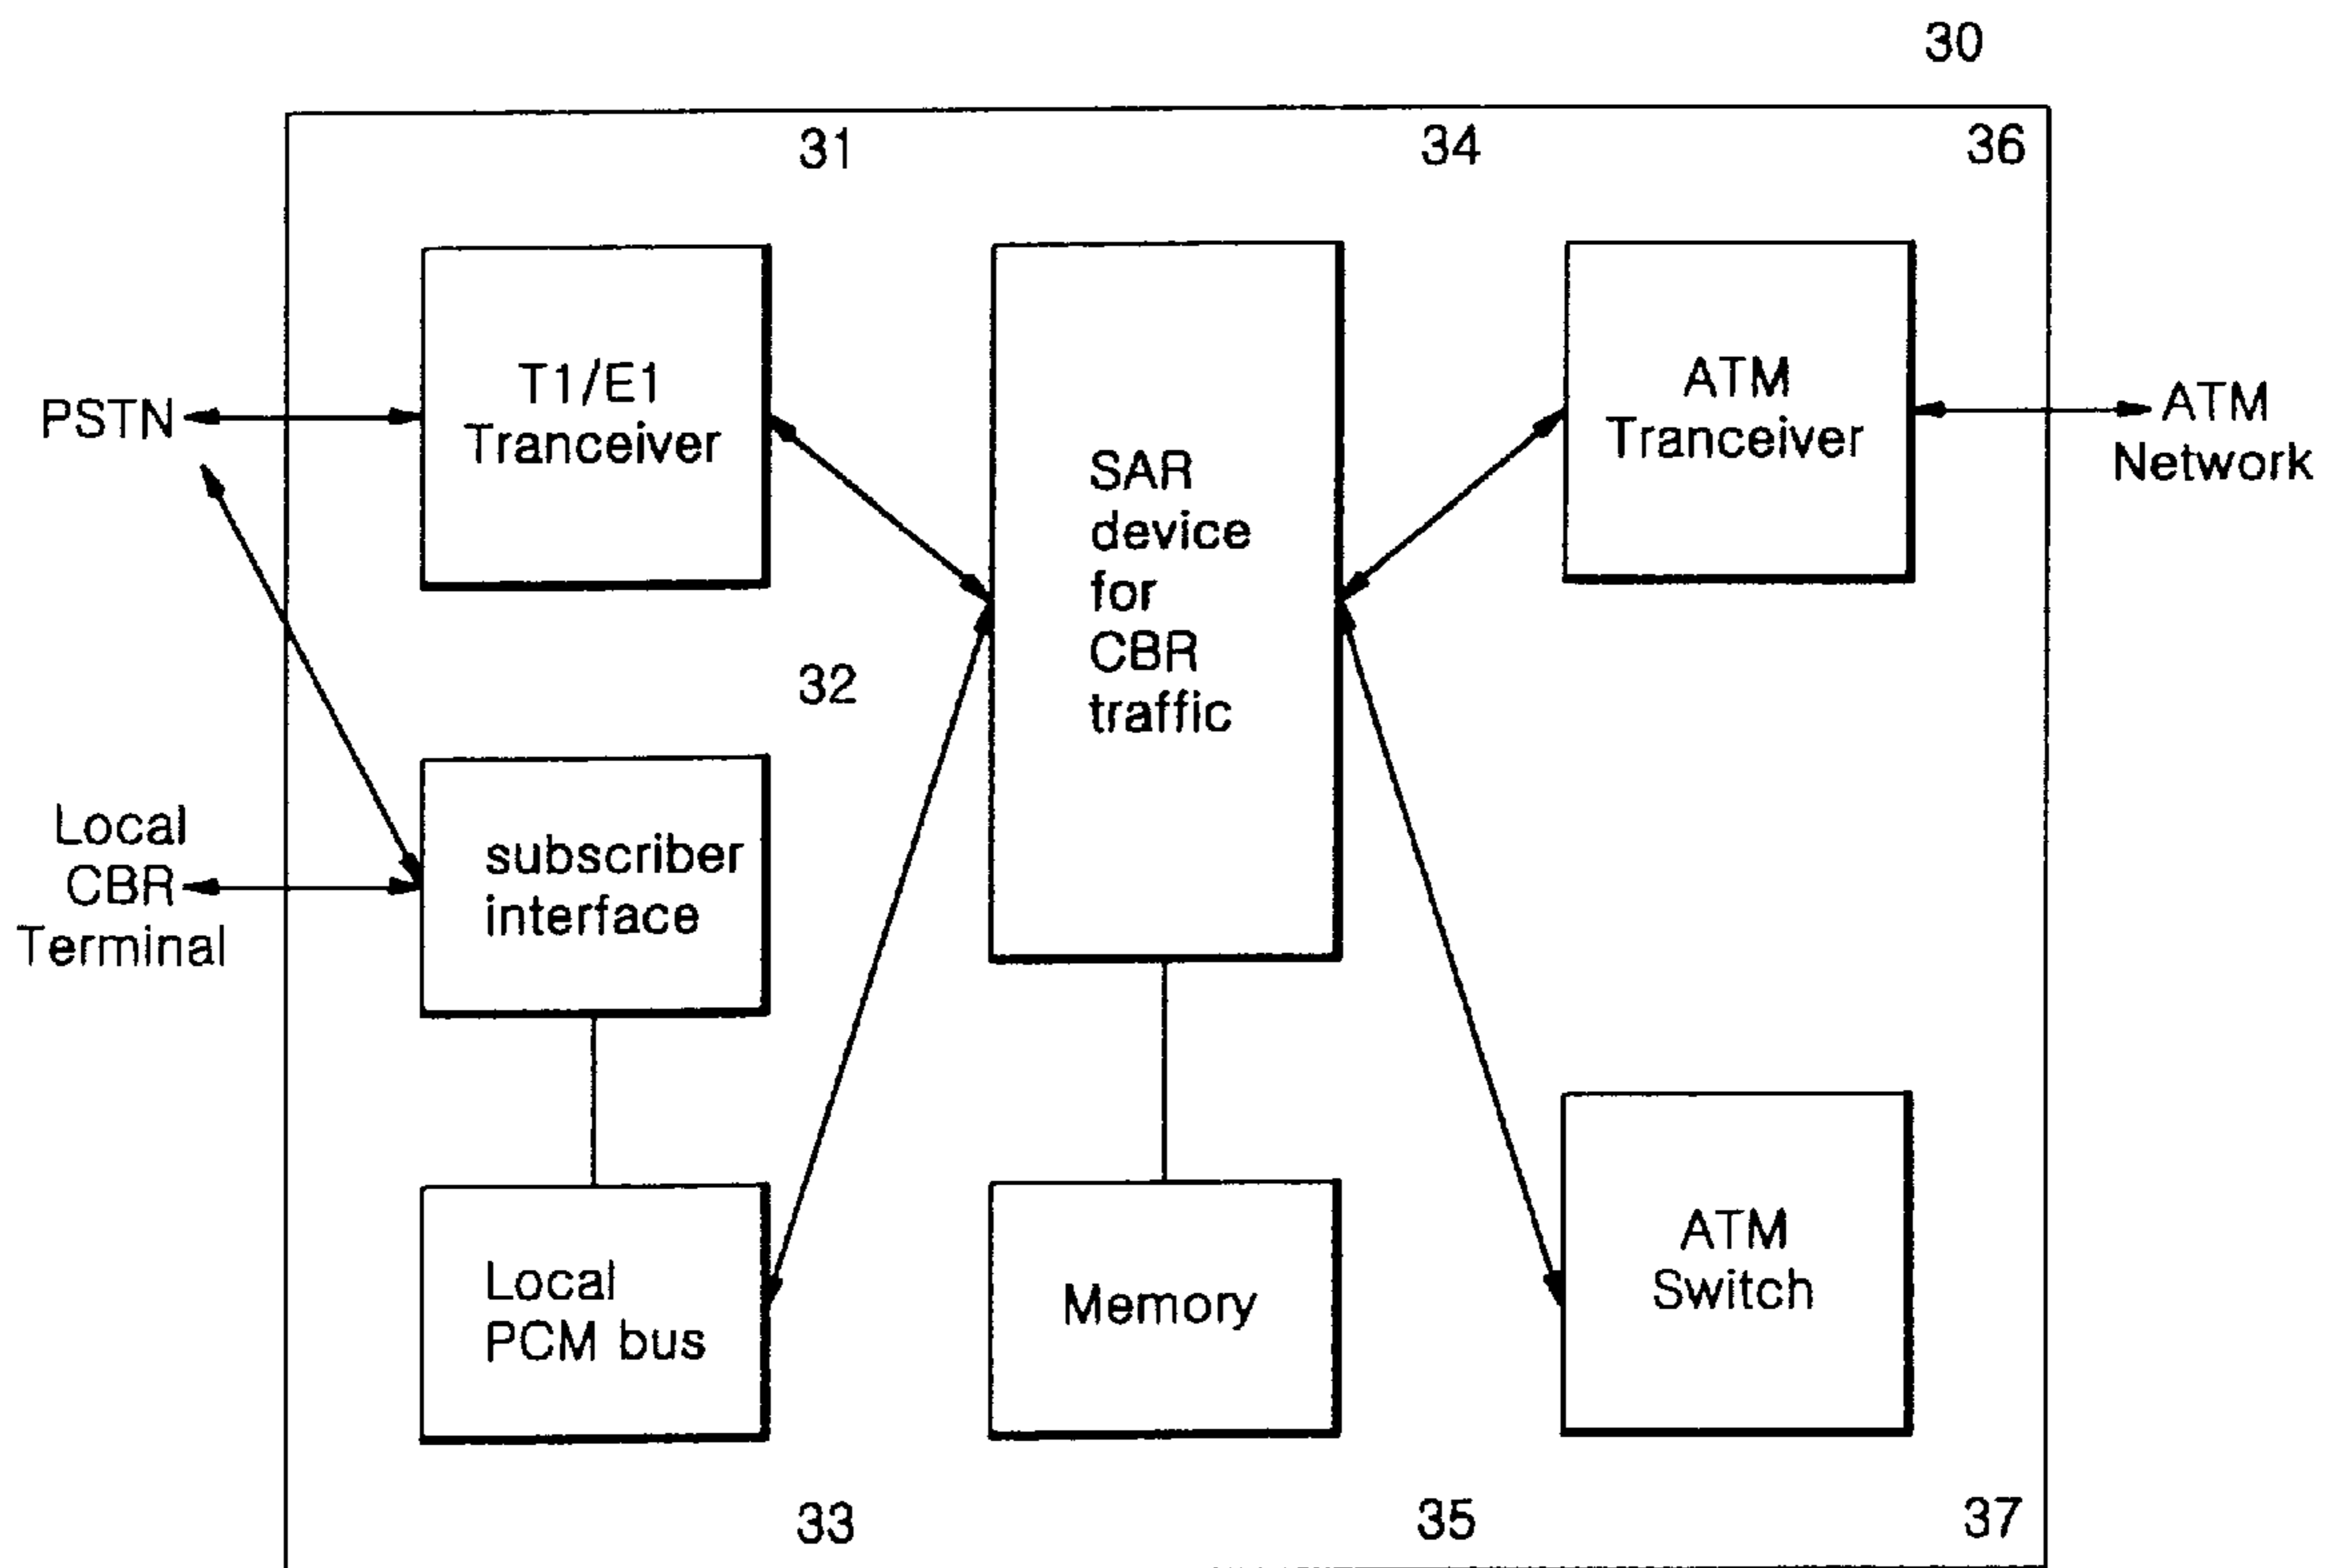 30
31
34
36
T1/E1
Tranceiver
ATM
Tranceiver
PSTN
ATM
Network
SAR
device
for
CBR
traffic
32
Local
CBR
Terminal
subscriber
interface
Local
PCM bus
Memory
ATM
Switch
33
35
37